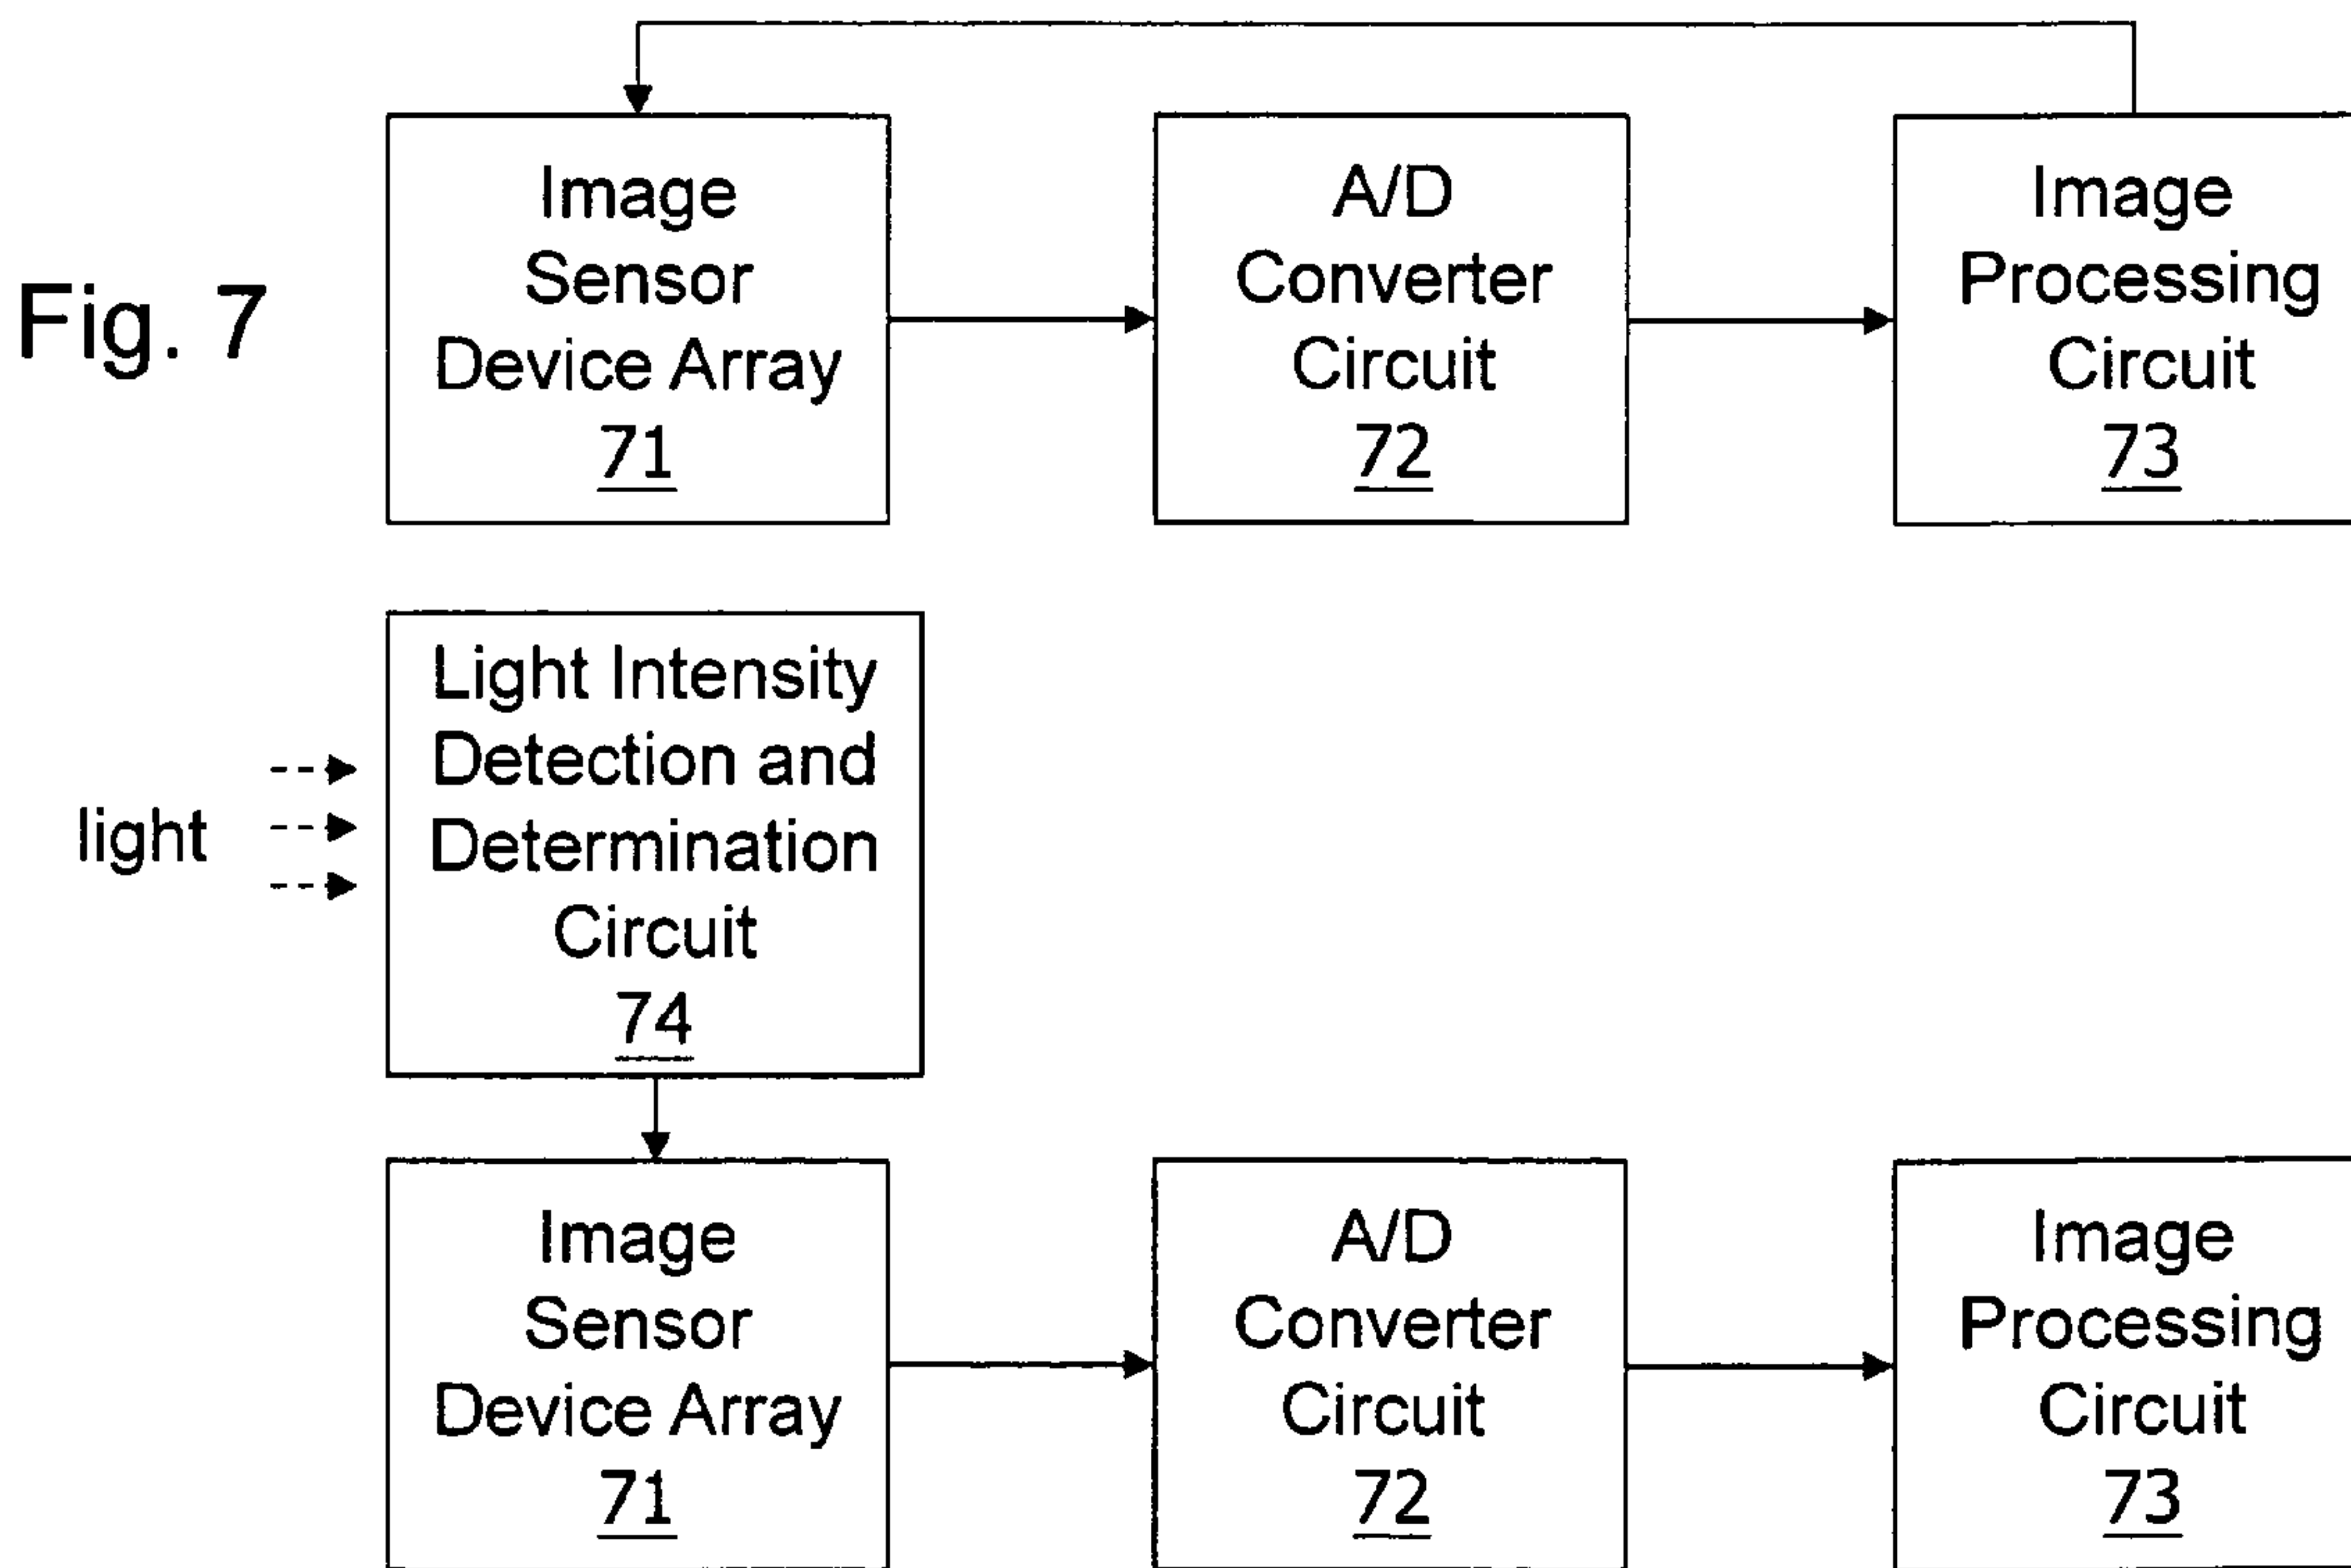 Fig. 7
Image
Sensor
Device Array
71
A/D
Converter
Circuit
72
Image
Processing
Circuit
73
light
Light Intensity
Detection and
Determination
Circuit
74
Image
Sensor
Device Array
71
A/D
Converter
Circuit
72
Image
Processing
Circuit
73